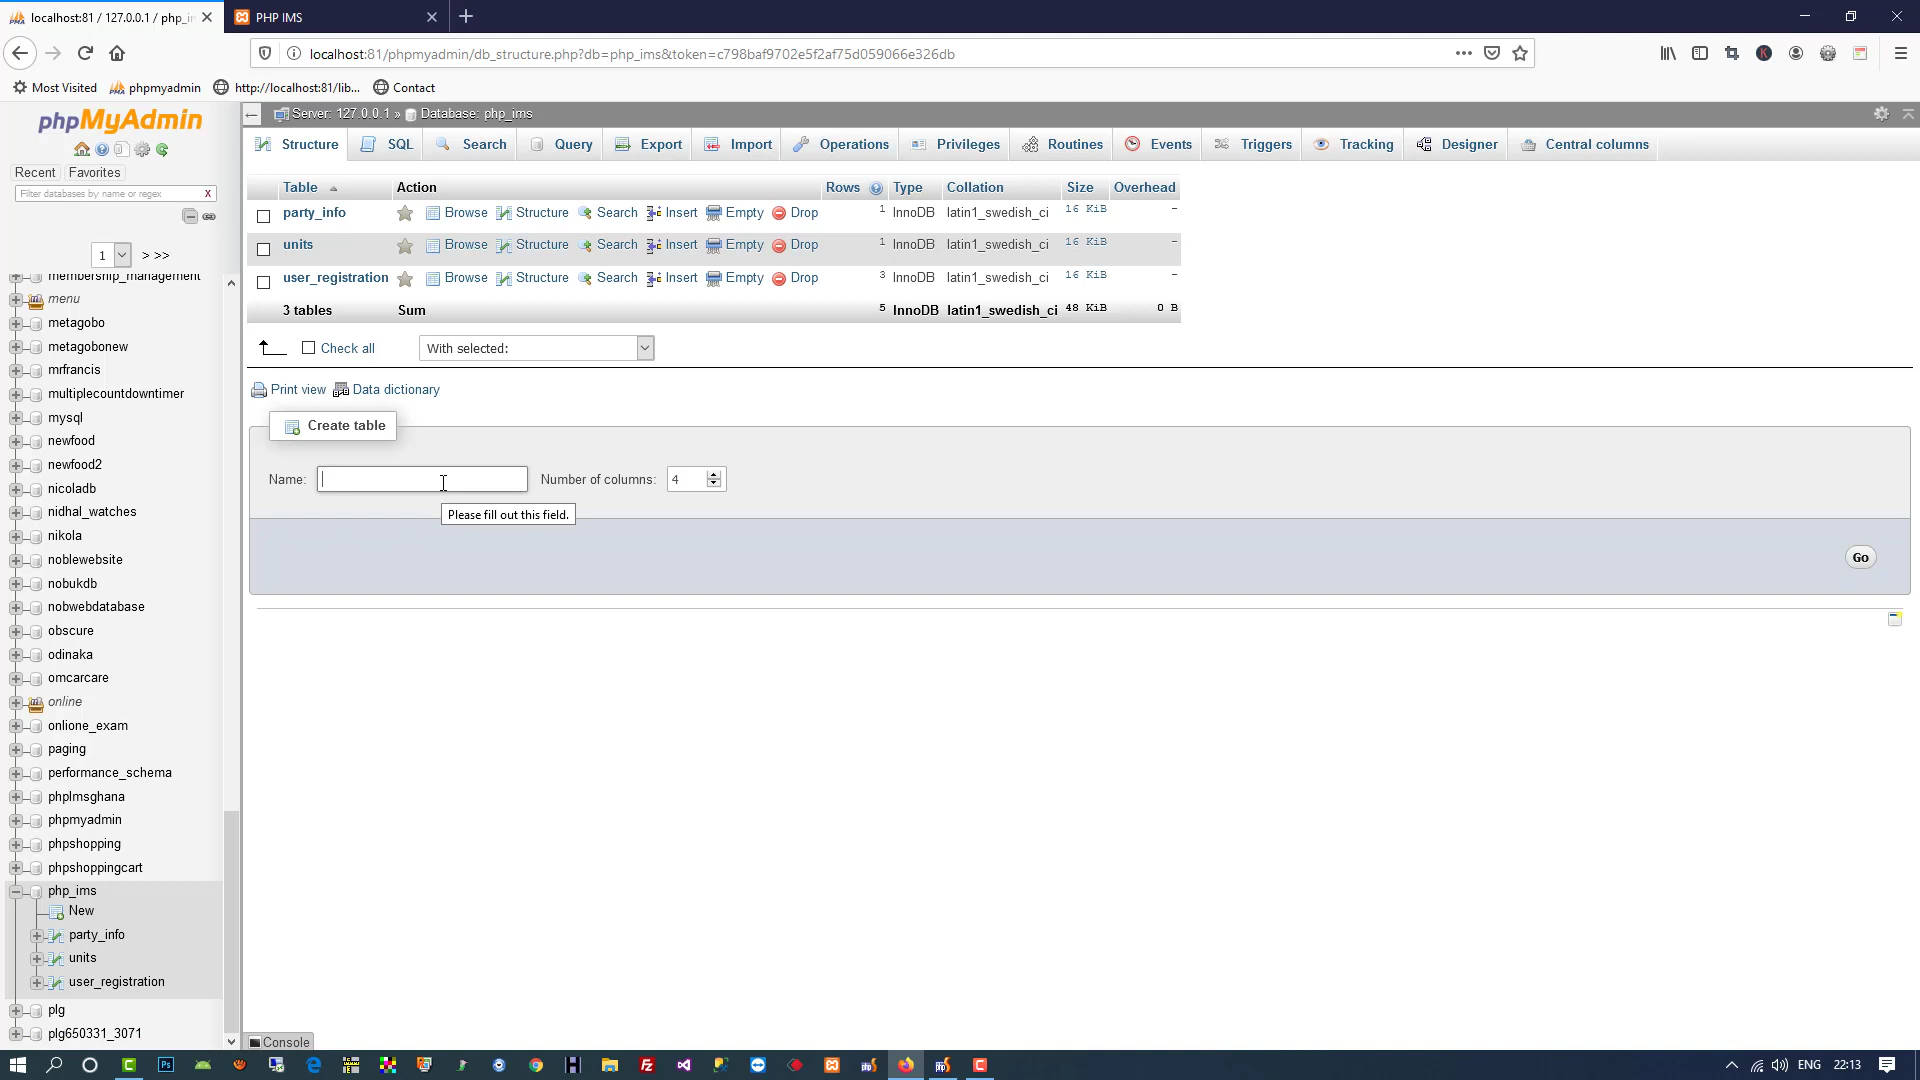 localhost:81 / 127.0.0.1 / php_i
PHP IMS
localhost:81/phpmyadmin/db_structure.php?db=php_ims&token=c798baf9702e5f2af75d059066e326db
Most Visited
phpmyadmin
http://localhost:81/lib...
Contact
phpMyAdmin
Recent
Favorites
Filter databases by name or regex
X
1
> >>
membership_management
menu
metagobo
metagobonew
mrfrancis
multiplecountdowntimer
mysql
newfood
newfood2
nicoladb
nidhal_watches
nikola
noblewebsite
nobukdb
nobwebdatabase
obscure
odinaka
omcarcare
online
onlione_exam
paging
performance_schema
phplmsghana
phpmyadmin
phpshopping
phpshoppingcart
php_ims
New
party_info
units
user_registration
plg
plg650331_3071
Server: 127.0.0.1 » Database: php_ims
Structure SQL Search Query Export Import Operations Privileges Routines Events Triggers Tracking Designer Central columns
Table Action Rows Type Collation Size Overhead
party_info Browse Structure Search Insert Empty Drop 1 InnoDB latin1_swedish_ci 16 KiB -
units Browse Structure Search Insert Empty Drop 1 InnoDB latin1_swedish_ci 16 KiB -
user_registration Browse Structure Search Insert Empty Drop 3 InnoDB latin1_swedish_ci 16 KiB -
3 tables Sum 5 InnoDB latin1_swedish_ci 48 KiB 0 B
Check all
With selected:
Print view
Data dictionary
Create table
Name:
Number of columns: 4
Please fill out this field.
Go
Console
ENG
22:13